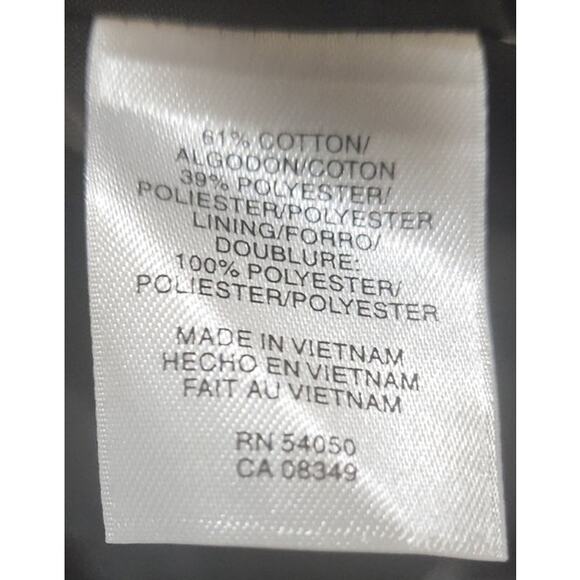 61% COTTON/
ALGODON/COTON
39% POLYESTER/
POLIESTER/POLYESTER
LINING/FORRO/
DOUBLURE:
100% POLYESTER/
POLIESTER/POLYESTER
MADE IN VIETNAM
HECHO EN VIETNAM
FAIT AU VIETNAM
RN 54050
CA 08349